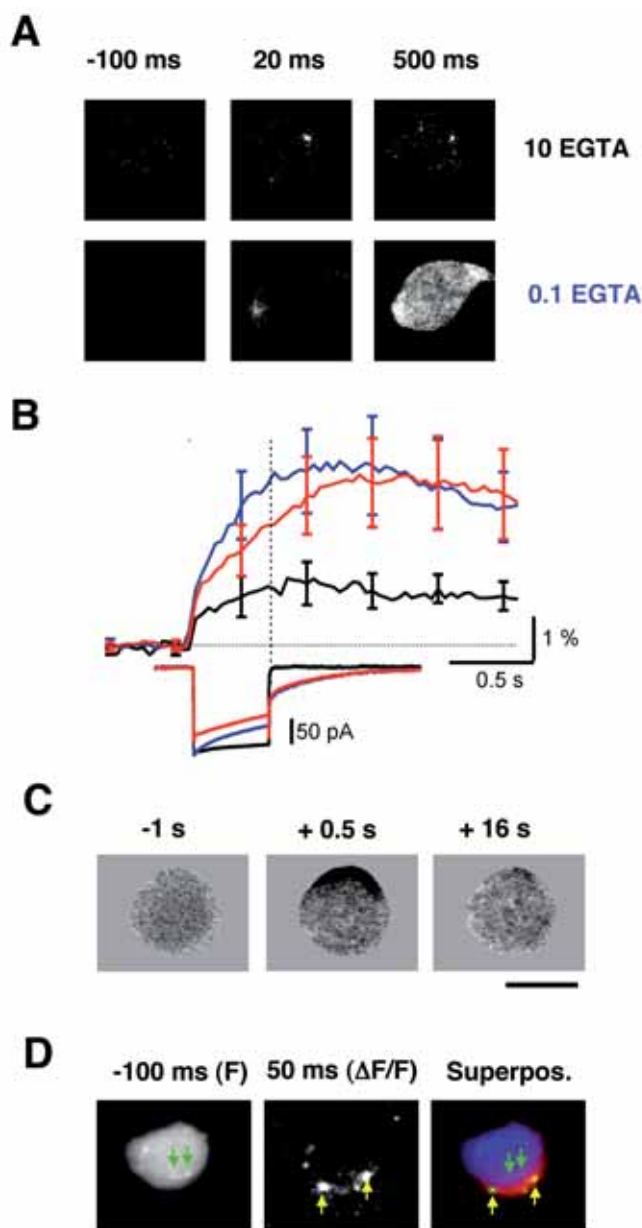 A
-100 ms 20 ms 500 ms
10 EGTA
0.1 EGTA
B
1 %
0.5 s
50 pA
C
-1 s + 0.5 s + 16 s
D
-100 ms (F) 50 ms (ΔF/F) Superpos.